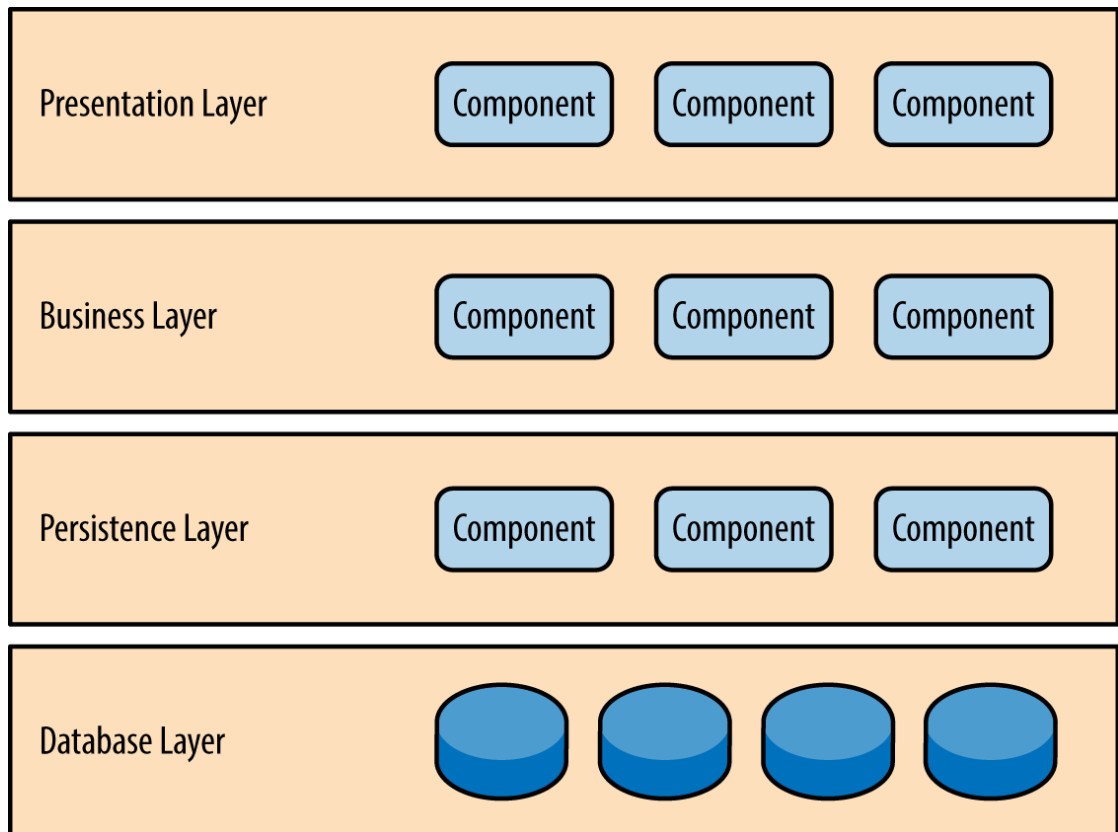 Presentation Layer
Component Component Component
Business Layer
Component Component Component
Persistence Layer
Component Component Component
Database Layer